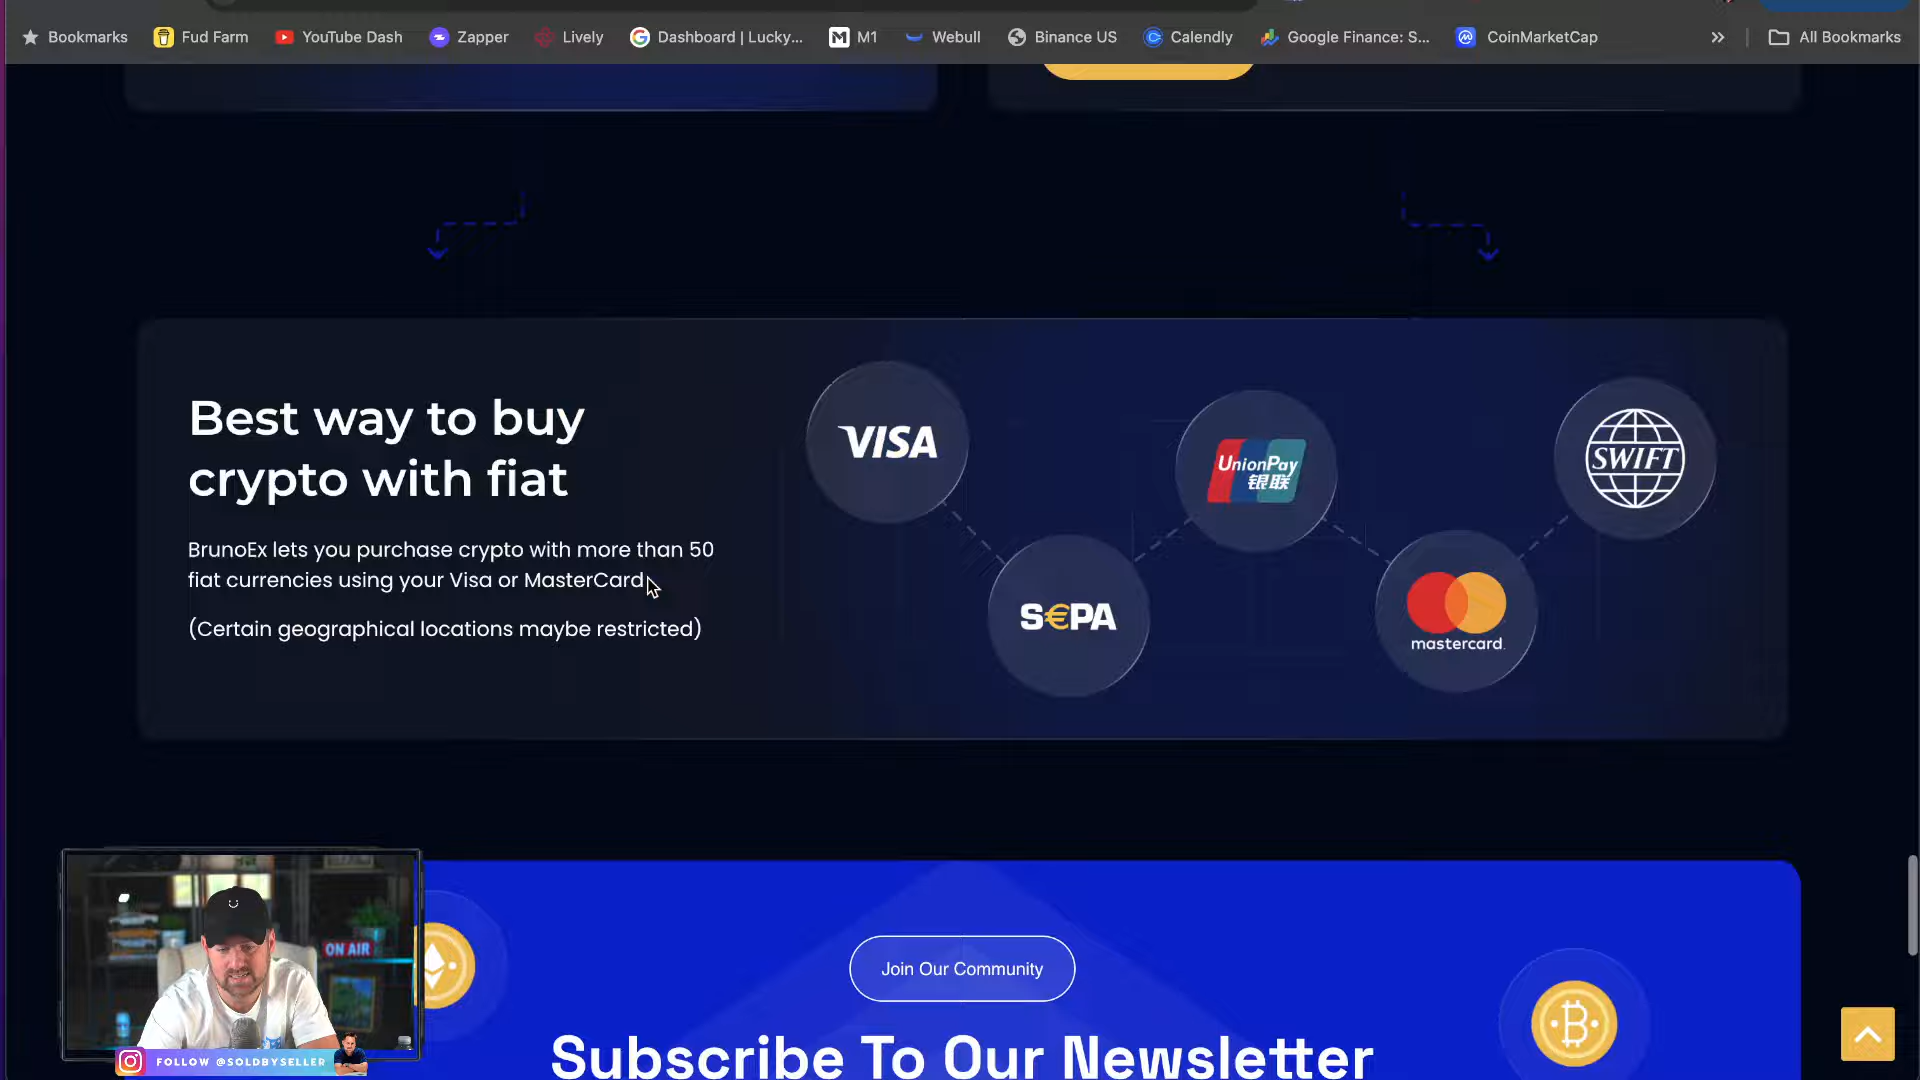 Bookmarks
Fud Farm
YouTube Dash
Zapper
Lively
Dashboard | Lucky...
M1
Webull
Binance US
Calendly
Google Finance: S...
CoinMarketCap
All Bookmarks
Best way to buy
crypto with fiat
BrunoEx lets you purchase crypto with more than 50
fiat currencies using your Visa or MasterCard
(Certain geographical locations maybe restricted)
VISA
UnionPay
银联
SWIFT
S€PA
mastercard.
ON AIR
Join Our Community
Subscribe To Our Newsletter
FOLLOW @SOLDBYSELLER